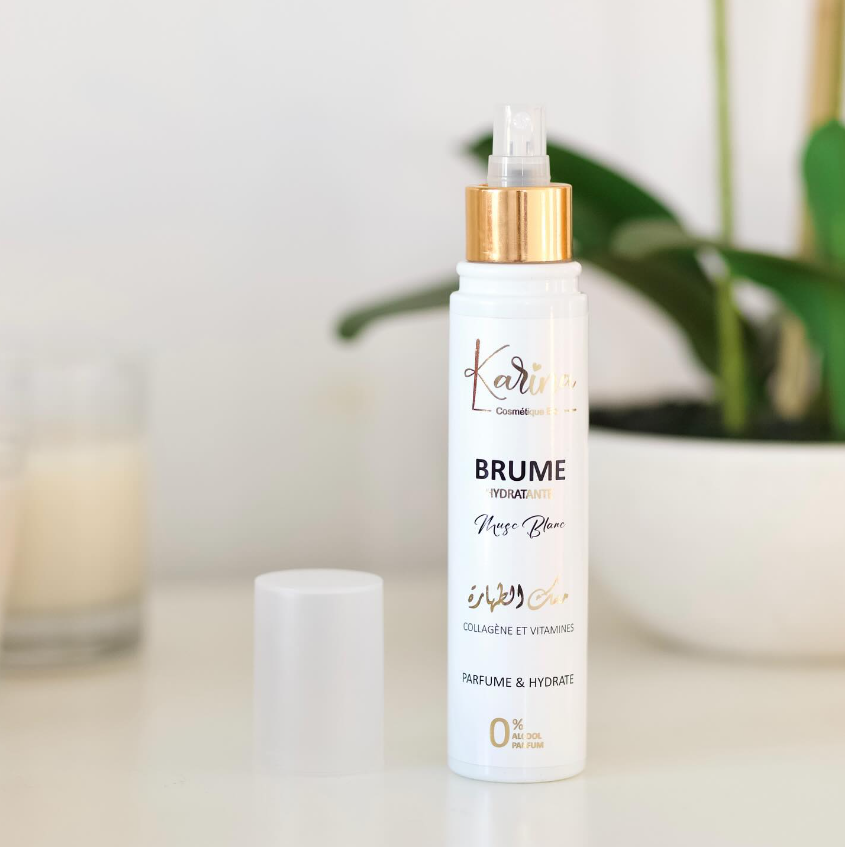 Karina
Cosmétique
BRUME
HYDRATANTE
Musc Blanc
مسك الطهارة
COLLAGÈNE ET VITAMINES
PARFUME & HYDRATE
0%
ALCOOL
PARFUM